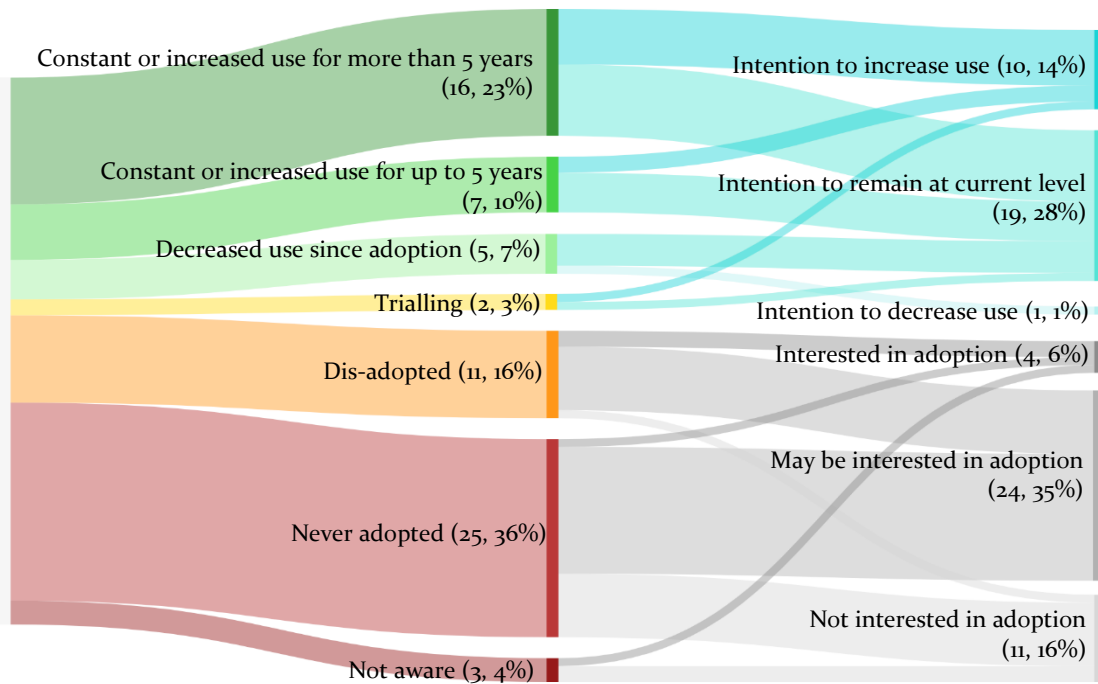 Constant or increased use for more than 5 years
(16, 23%)
Constant or increased use for up to 5 years
(7, 10%)
Decreased use since adoption (5, 7%)
Trialling (2, 3%)
Dis-adopted (11, 16%)
Never adopted (25, 36%)
Not aware (3, 4%)
Intention to increase use (10, 14%)
Intention to remain at current level
(19, 28%)
Intention to decrease use (1, 1%)
Interested in adoption (4, 6%)
May be interested in adoption
(24, 35%)
Not interested in adoption
(11, 16%)